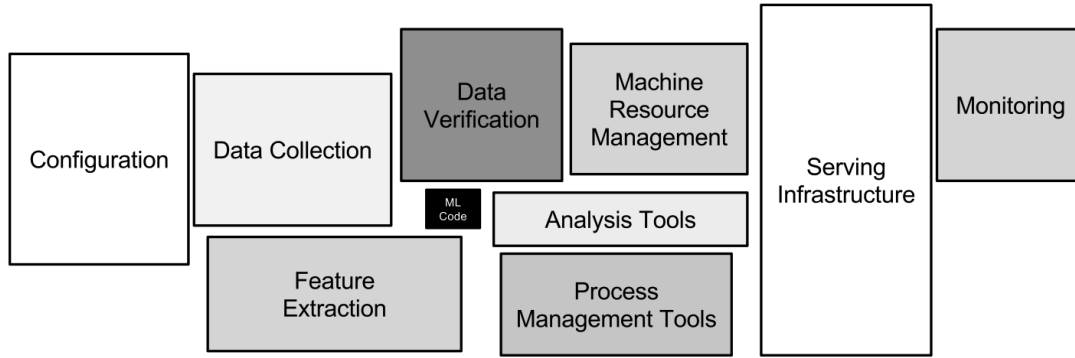 Configuration
Data Collection
Feature
Extraction
Data
Verification
ML
Code
Machine
Resource
Management
Analysis Tools
Process
Management Tools
Serving
Infrastructure
Monitoring